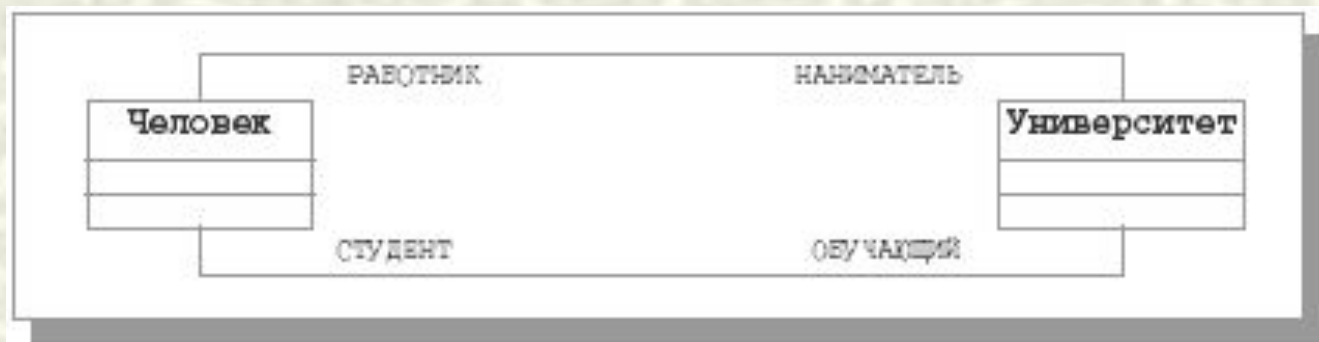 РАБОТНИК НАНИМАТЕЛЬ
Человек Университет
СТУДЕНТ ОБУЧАЮЩИЙ